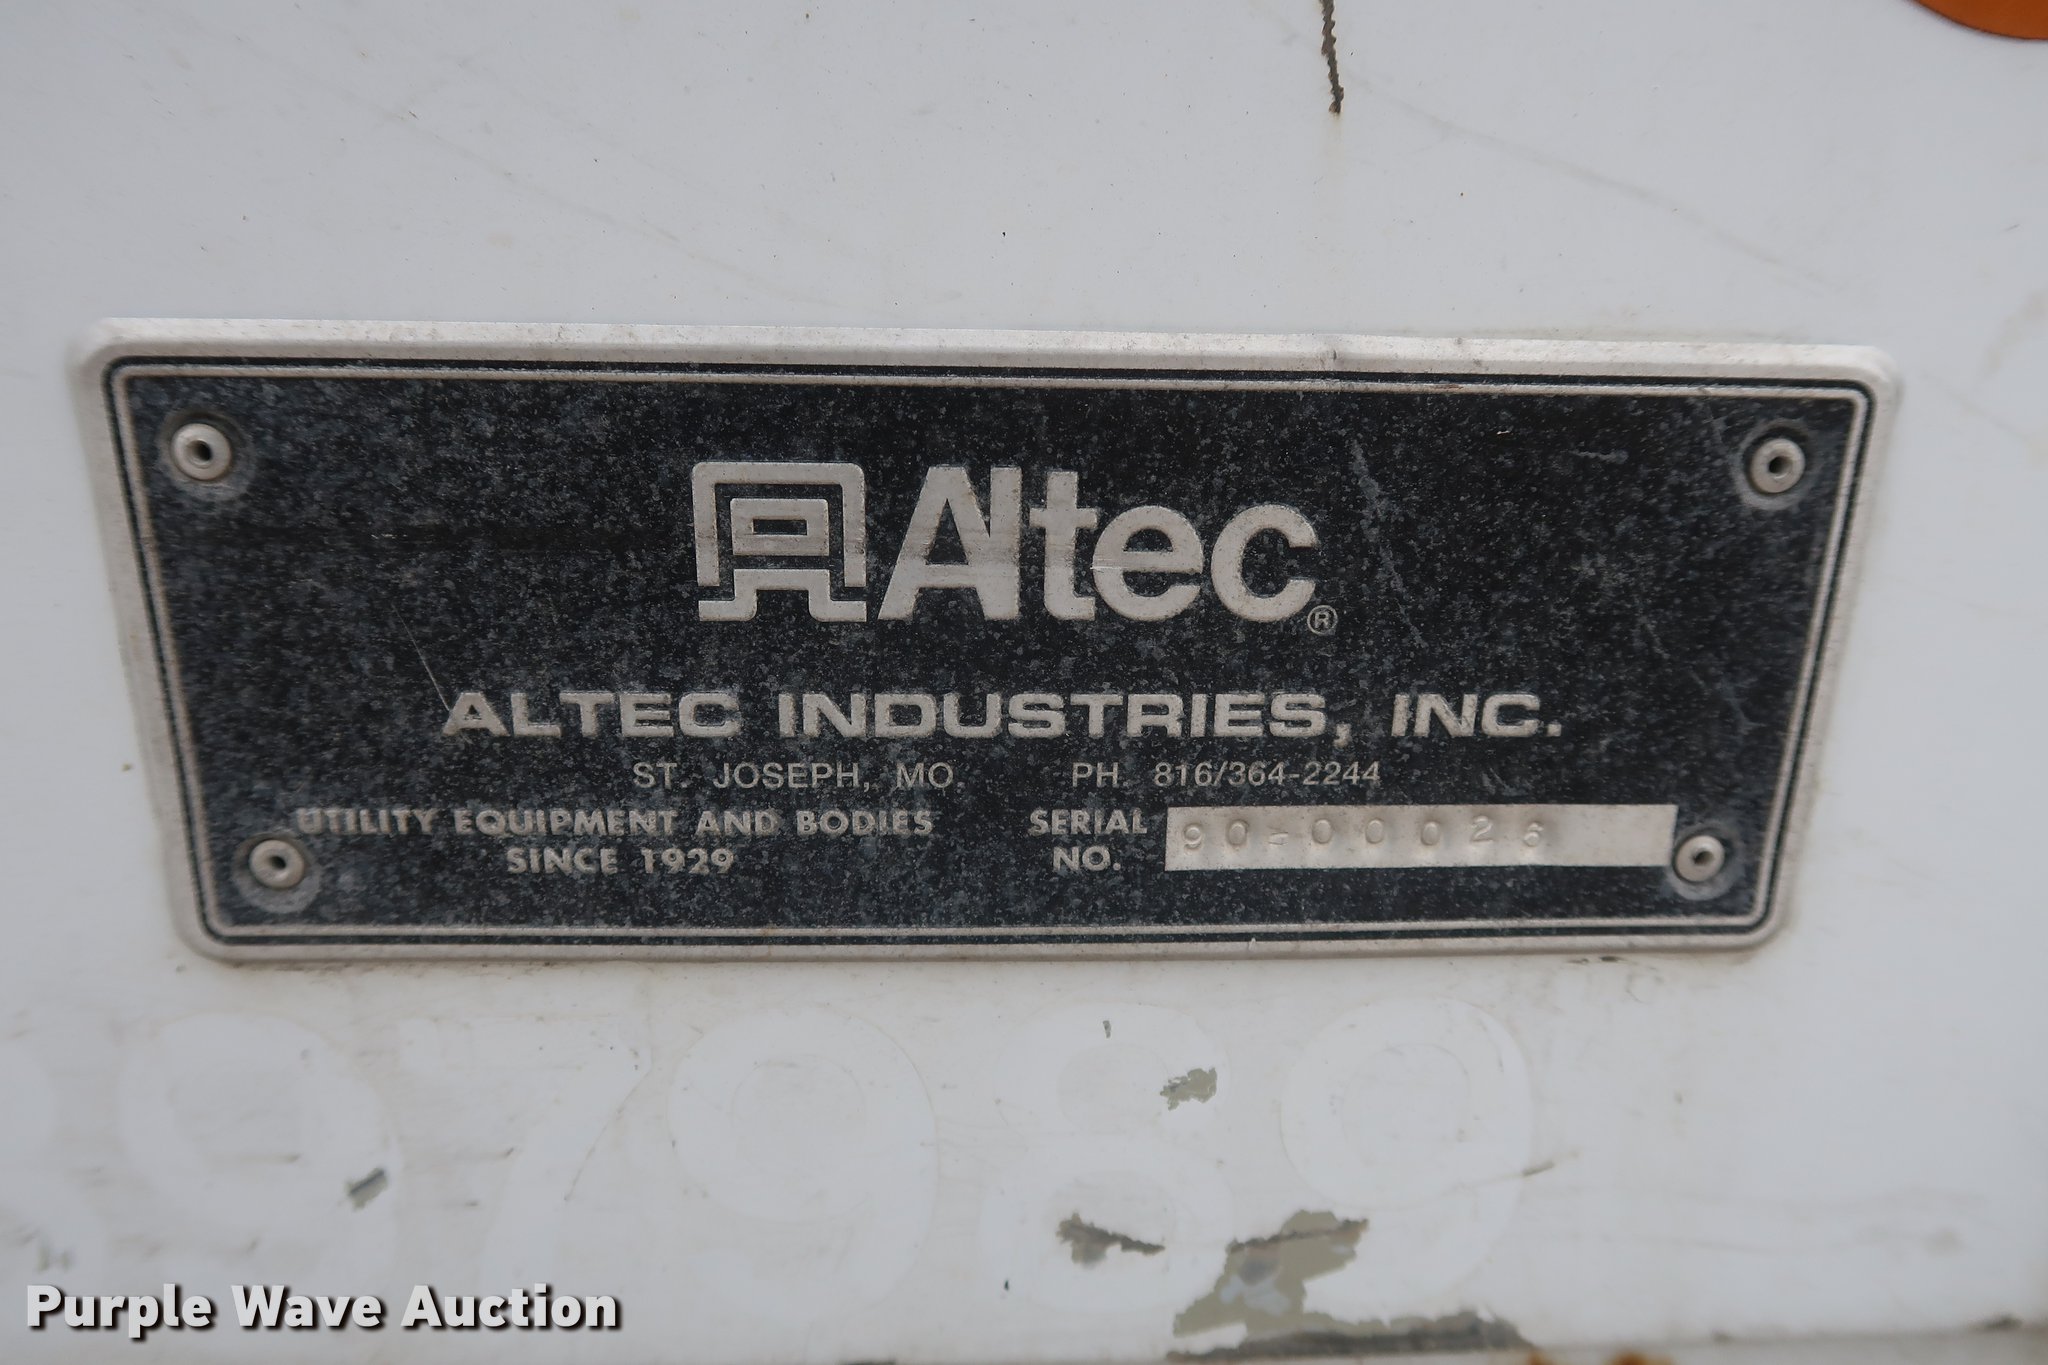 Altec®
ALTEC INDUSTRIES, INC.
ST. JOSEPH, MO. PH. 816/364-2244
UTILITY EQUIPMENT AND BODIES SERIAL 90-00026
SINCE 1929 NO.
97989
Purple Wave Auction